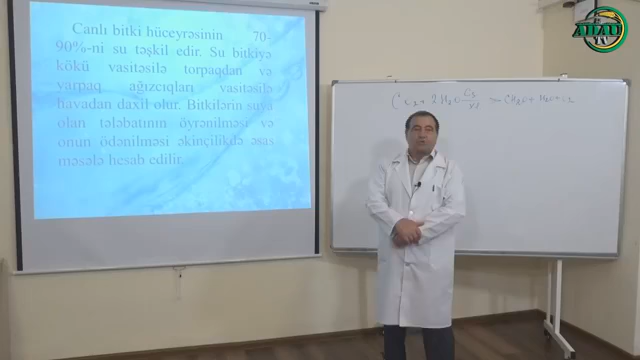 Canlı bitki hüceyrəsinin 70-
90%-ni su təşkil edir. Su bitkiyə
kökü vasitəsilə torpaqdan və
yarpaq ağızcıqları vasitəsilə
havadan daxil olur. Bitkilərin suya
olan tələbatının öyrənilməsi və
onun ödənilməsi əkinçilikdə əsas
məsələ hesab edilir.
ADAU
TV